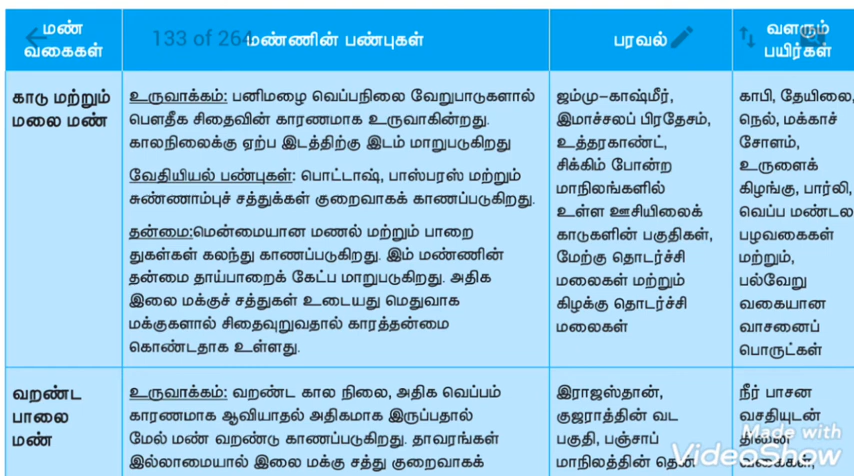 மண் வகைகள்
133 of 264
மண்ணின் பண்புகள்
பரவல்
வளரும் பயிர்கள்
காடு மற்றும்
மலை மண்
உருவாக்கம்: பனிமழை வெப்பநிலை வேறுபாடுகளால்
பௌதீக சிதைவின் காரணமாக உருவாகின்றது.
காலநிலைக்கு ஏற்ப இடத்திற்கு இடம் மாறுபடுகிறது
வேதியியல் பண்புகள்: பொட்டாஷ், பாஸ்பரஸ் மற்றும்
சுண்ணாம்புச் சத்துக்கள் குறைவாகக் காணப்படுகிறது.
தன்மை:மென்மையான மணல் மற்றும் பாறை
துகள்கள் கலந்து காணப்படுகிறது. இம் மண்ணின்
தன்மை தாய்பாறைக் கேட்ப மாறுபடுகிறது. அதிக
இலை மக்குச் சத்துகள் உடையது மெதுவாக
மக்குகளால் சிதைவுறுவதால் காரத்தன்மை
கொண்டதாக உள்ளது.
ஜம்மு-காஷ்மீர்,
இமாச்சலப் பிரதேசம்,
உத்தரகாண்ட்,
சிக்கிம் போன்ற
மாநிலங்களில்
உள்ள ஊசியிலைக்
காடுகளின் பகுதிகள்,
மேற்கு தொடர்ச்சி
மலைகள் மற்றும்
கிழக்கு தொடர்ச்சி
மலைகள்
காபி, தேயிலை,
நெல், மக்காச்
சோளம்,
உருளைக்
கிழங்கு, பார்லி,
வெப்ப மண்டல
பழவகைகள்
மற்றும்,
பல்வேறு
வகையான
வாசனைப்
பொருட்கள்
வறண்ட
பாலை
மண்
உருவாக்கம்: வறண்ட கால நிலை, அதிக வெப்பம்
காரணமாக ஆவியாதல் அதிகமாக இருப்பதால்
மேல் மண் வறண்டு காணப்படுகிறது. தாவரங்கள்
இல்லாமையால் இலை மக்கு சத்து குறைவாகக்
இராஜஸ்தான்,
குஜராத்தின் வட
பகுதி, பஞ்சாப்
மாநிலத்தின் தென்
நீர் பாசன
வசதியுடன்
தினை
வகைகள்,
Made with
VideoShow